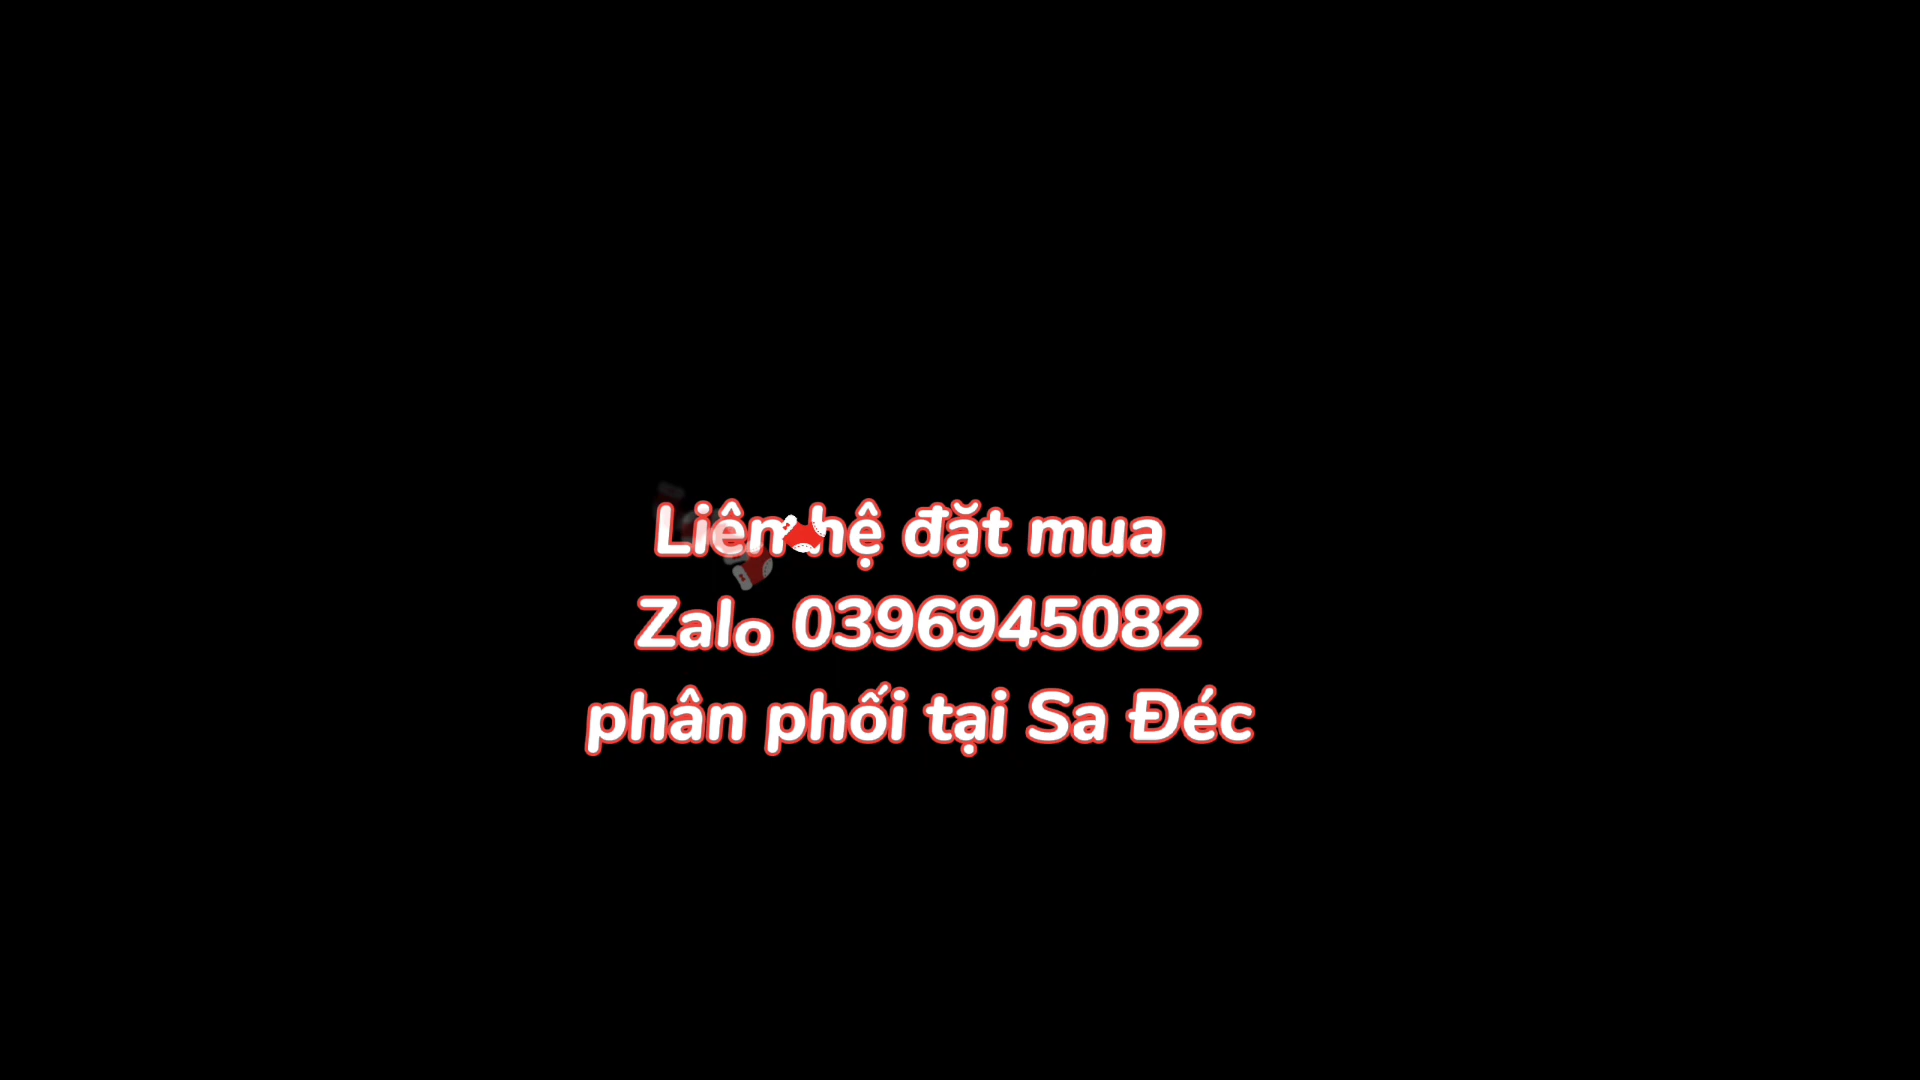 Liên hệ đặt mua
Zalo 0396945082
phân phối tại Sa Đéc